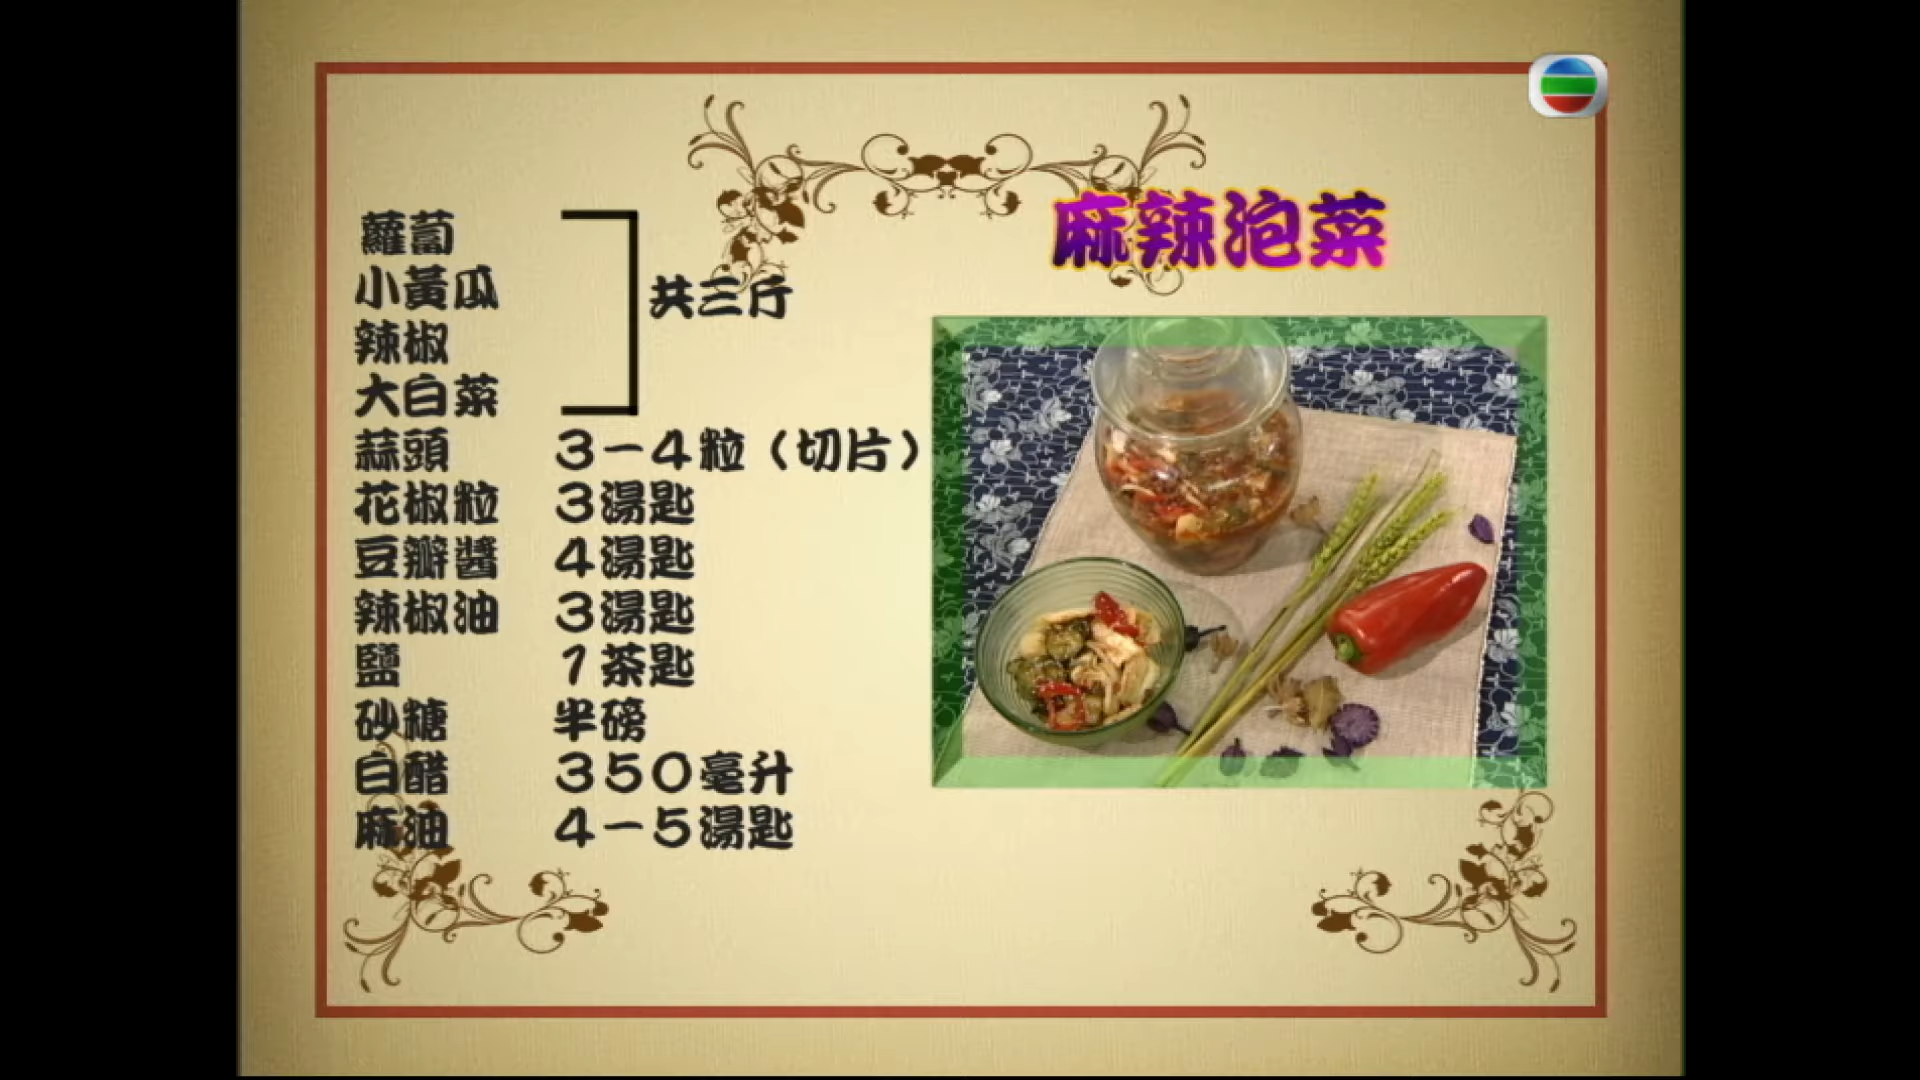 麻辣泡菜
蘿蔔
小黃瓜
辣椒
大白菜
共三斤
蒜頭 3－4粒（切片）
花椒粒 3湯匙
豆瓣醬 4湯匙
辣椒油 3湯匙
鹽 1茶匙
砂糖 半磅
白醋 350毫升
麻油 4－5湯匙